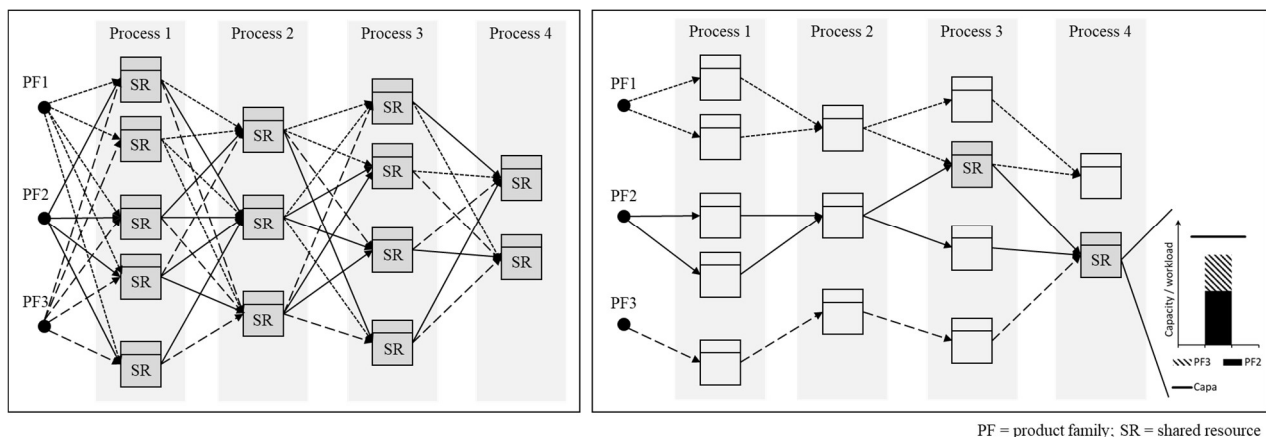 Process 1 Process 2 Process 3 Process 4
PF1
PF2
PF3
SR
SR
SR
SR
SR
SR
SR
SR
SR
SR
SR
SR
SR
SR
Process 1 Process 2 Process 3 Process 4
PF1
PF2
PF3
SR
SR
Capacity / workload
PF3 PF2
Capa
PF = product family; SR = shared resource